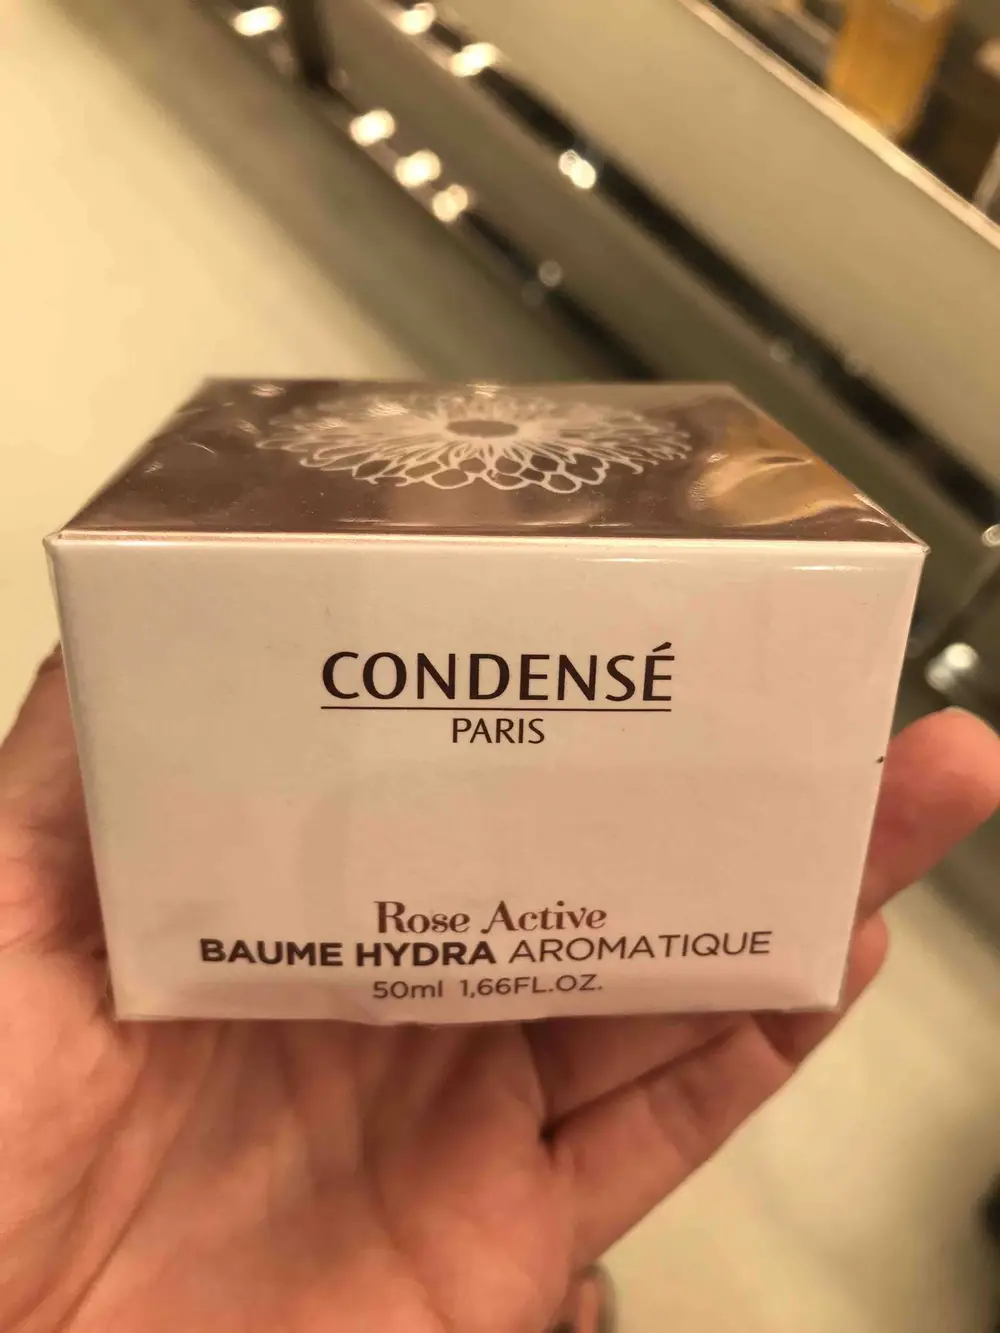 CONDENSÉ
PARIS
Rose Active
BAUME HYDRA AROMATIQUE
50ml 1,66FL.OZ.